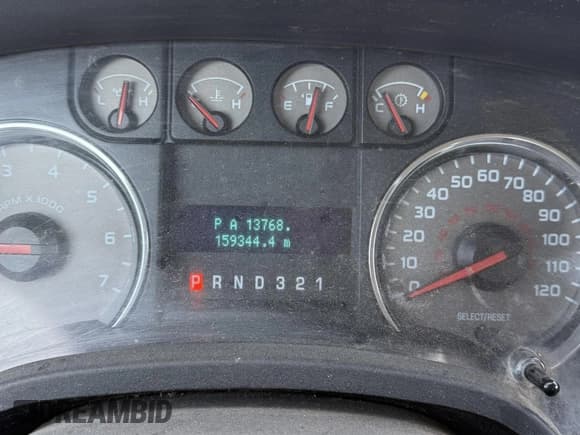 L H
C H
E F
C H
3 4 5 6 7
RPM X 1000
P A 13768.
159344.4 m
P R N D 3 2 1
0 10 20 30 40 50 60 70 80 90 100 110 120
SELECT/RESET
DREAMBID